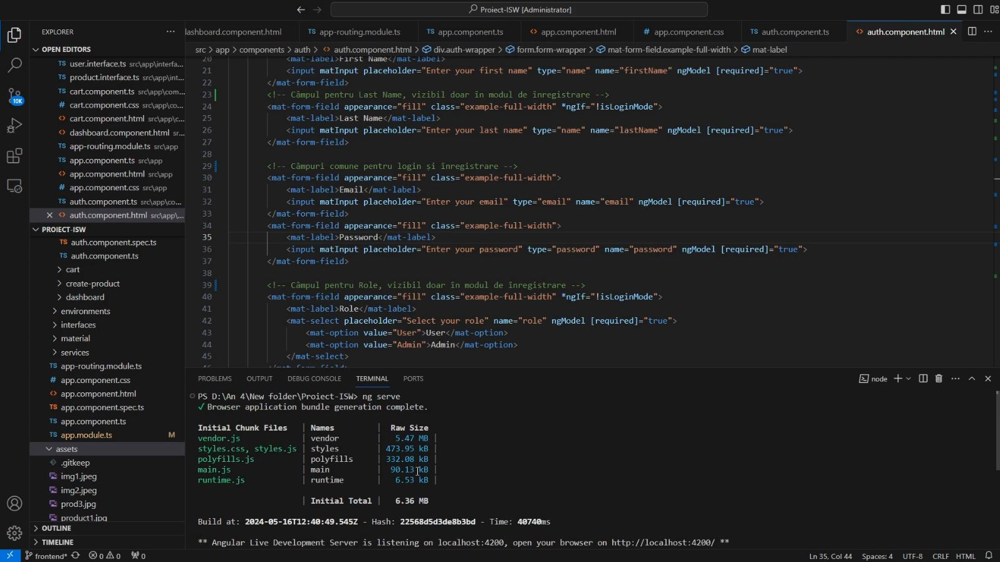 Proiect-ISW [Administrator]
EXPLORER
dashboard.component.html
TS app-routing.module.ts
TS app.component.ts
<> app.component.html
# app.component.css
TS auth.component.ts
<> auth.component.html
src > app > components > auth > <> auth.component.html > div.auth-wrapper > form.form-wrapper > mat-form-field.example-full-width > mat-label
OPEN EDITORS
TS user.interface.ts src\app\interfa...
TS product.interface.ts src\app\int...
TS cart.component.ts src\app\com...
# cart.component.css src\app\co...
<> cart.component.html src\app\c...
<> dashboard.component.html sr...
TS app-routing.module.ts src\app
TS app.component.ts src\app
<> app.component.html src\app
# app.component.css src\app
TS auth.component.ts src\app\co...
<> auth.component.html src\app\...
10K
PROIECT-ISW
TS auth.component.spec.ts
TS auth.component.ts
> cart
> create-product
> dashboard
> environments
> interfaces
> material
> services
TS app-routing.module.ts
# app.component.css
<> app.component.html
TS app.component.spec.ts
TS app.component.ts
TS app.module.ts M
assets
.gitkeep
img1.jpeg
img2.jpeg
prod3.jpg
product1.jpg
OUTLINE
TIMELINE
20 <mat-label>First Name</mat-label>
21 <input matInput placeholder="Enter your first name" type="name" name="firstName" ngModel [required]="true">
22 </mat-form-field>
23 <!-- Câmpul pentru Last Name, vizibil doar în modul de înregistrare -->
24 <mat-form-field appearance="fill" class="example-full-width" *ngIf="!isLoginMode">
25 <mat-label>Last Name</mat-label>
26 <input matInput placeholder="Enter your last name" type="name" name="lastName" ngModel [required]="true">
27 </mat-form-field>
28
29 <!-- Câmpuri comune pentru login și înregistrare -->
30 <mat-form-field appearance="fill" class="example-full-width">
31 <mat-label>Email</mat-label>
32 <input matInput placeholder="Enter your email" type="email" name="email" ngModel [required]="true">
33 </mat-form-field>
34 <mat-form-field appearance="fill" class="example-full-width">
35 <mat-label>Password</mat-label>
36 <input matInput placeholder="Enter your password" type="password" name="password" ngModel [required]="true">
37 </mat-form-field>
38
39 <!-- Câmpul pentru Role, vizibil doar în modul de înregistrare -->
40 <mat-form-field appearance="fill" class="example-full-width" *ngIf="!isLoginMode">
41 <mat-label>Role</mat-label>
42 <mat-select placeholder="Select your role" name="role" ngModel [required]="true">
43 <mat-option value="User">User</mat-option>
44 <mat-option value="Admin">Admin</mat-option>
45 </mat-select>
46 </mat-form-field>
PROBLEMS OUTPUT DEBUG CONSOLE TERMINAL PORTS
node
PS D:\An 4\New folder\Proiect-ISW> ng serve
✓ Browser application bundle generation complete.
Initial Chunk Files | Names | Raw Size
vendor.js | vendor | 5.47 MB |
styles.css, styles.js | styles | 473.95 kB |
polyfills.js | polyfills | 332.08 kB |
main.js | main | 90.13 kB |
runtime.js | runtime | 6.53 kB |
| Initial Total | 6.36 MB
Build at: 2024-05-16T12:40:49.545Z - Hash: 22568d5d3de8b3bd - Time: 40740ms
** Angular Live Development Server is listening on localhost:4200, open your browser on http://localhost:4200/ **
frontend* 0 0 0
Ln 35, Col 44 Spaces: 4 UTF-8 CRLF HTML